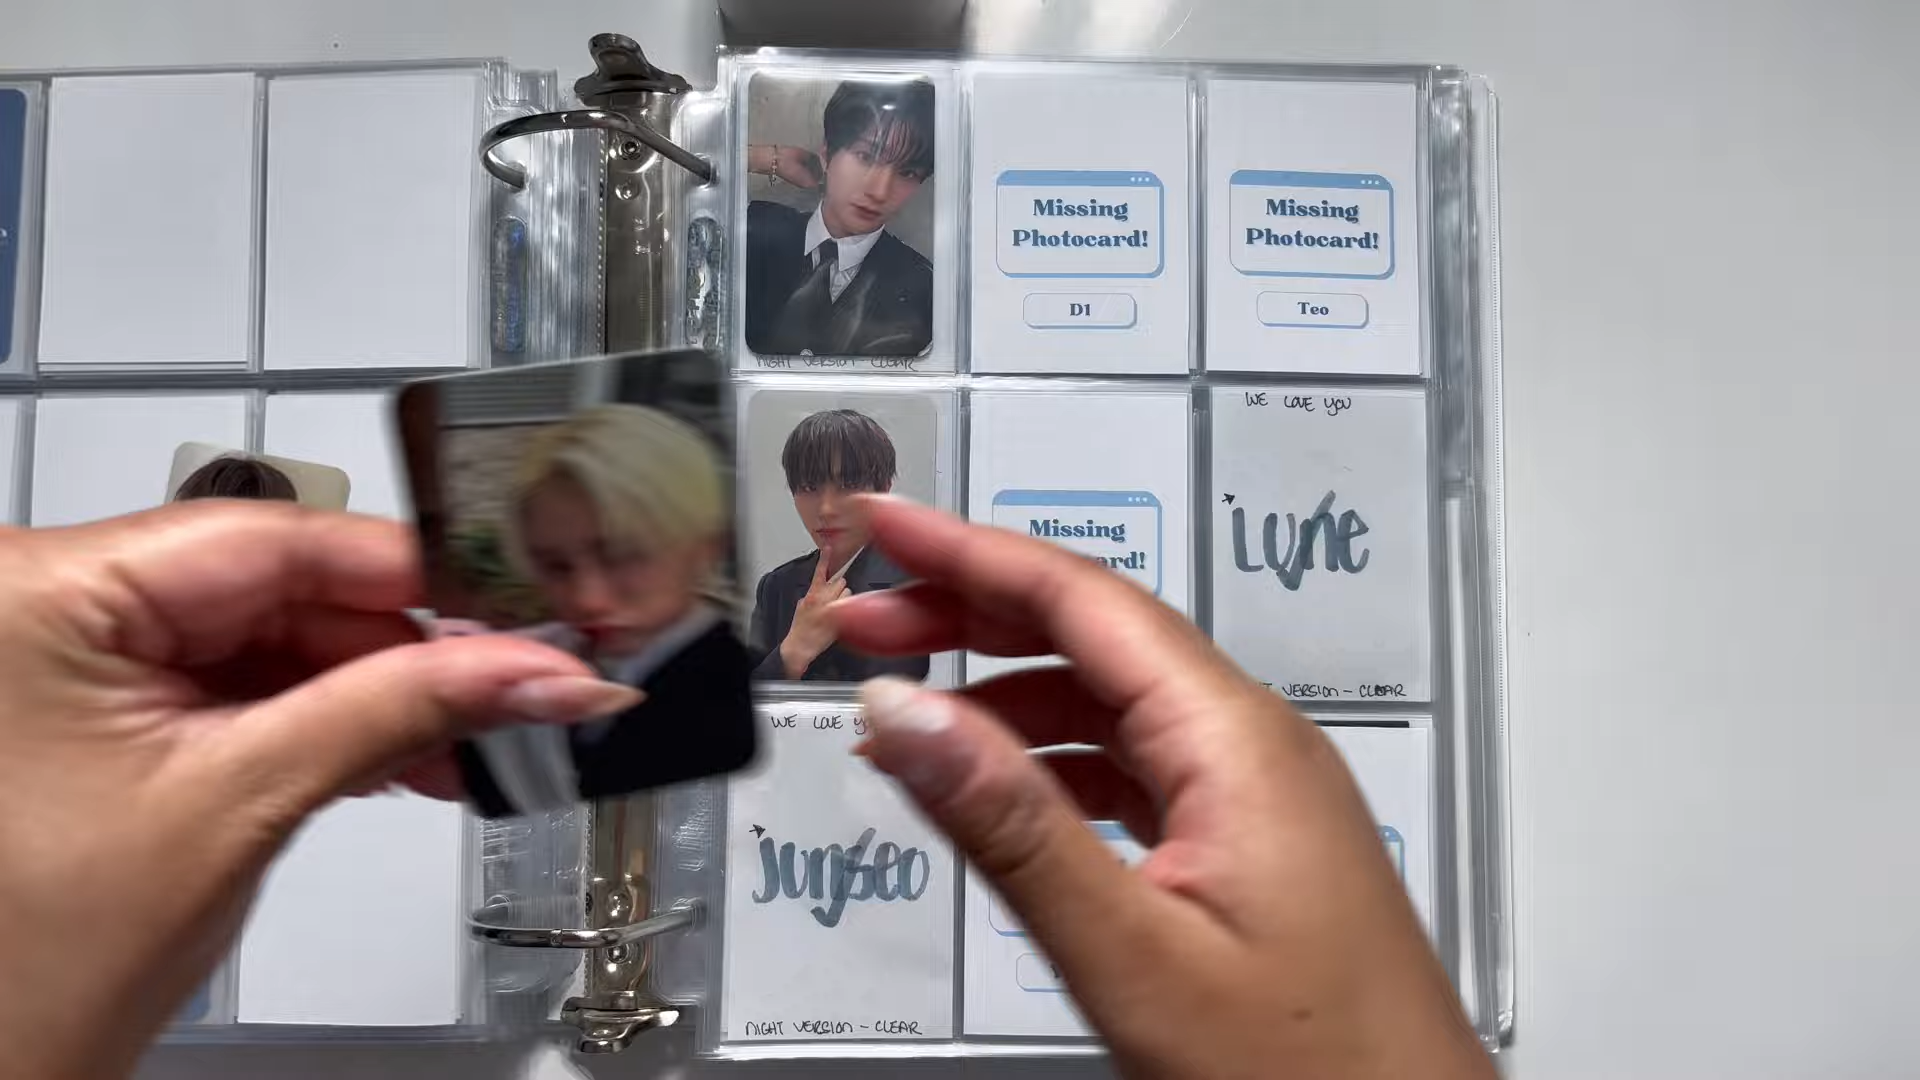 NIGHT VERSION - CLEAR
Missing
Photocard!
D1
Missing
Photocard!
Teo
Missing
WE LOVE YOU
Lune
VERSION - CLEAR
WE LOVE
Junseo
NIGHT VERSION - CLEAR